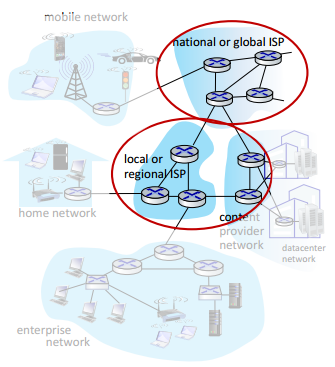 mobile network
national or global ISP
local or
regional ISP
home network
content
provider
network
datacenter
network
enterprise
network